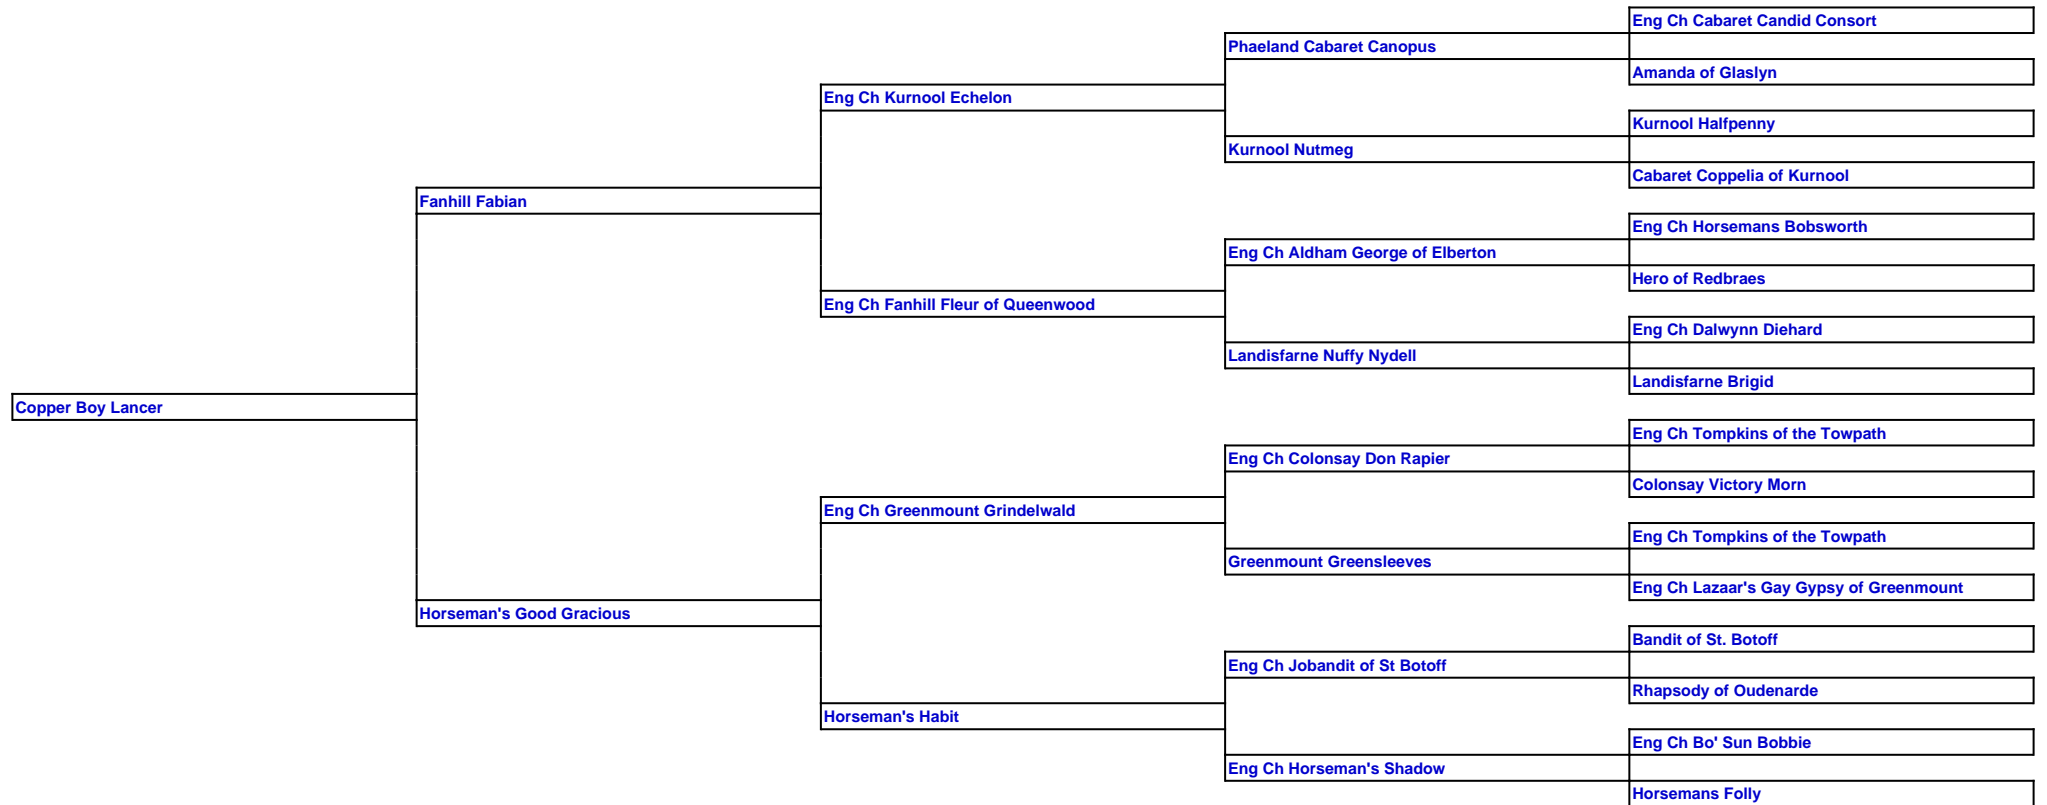 Eng Ch Cabaret Candid Consort
Phaeland Cabaret Canopus
Amanda of Glaslyn
Eng Ch Kurnool Echelon
Kurnool Halfpenny
Kurnool Nutmeg
Cabaret Coppelia of Kurnool
Fanhill Fabian
Eng Ch Horsemans Bobsworth
Eng Ch Aldham George of Elberton
Hero of Redbraes
Eng Ch Fanhill Fleur of Queenwood
Eng Ch Dalwynn Diehard
Landisfarne Nuffy Nydell
Landisfarne Brigid
Copper Boy Lancer
Eng Ch Tompkins of the Towpath
Eng Ch Colonsay Don Rapier
Colonsay Victory Morn
Eng Ch Greenmount Grindelwald
Eng Ch Tompkins of the Towpath
Greenmount Greensleeves
Eng Ch Lazaar's Gay Gypsy of Greenmount
Horseman's Good Gracious
Bandit of St. Botoff
Eng Ch Jobandit of St Botoff
Rhapsody of Oudenarde
Horseman's Habit
Eng Ch Bo' Sun Bobbie
Eng Ch Horseman's Shadow
Horsemans Folly